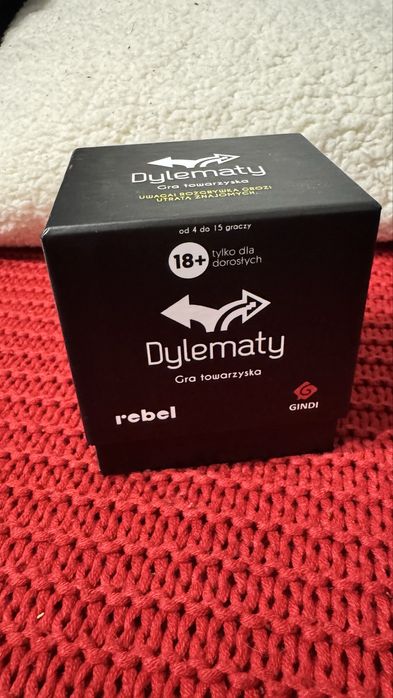 Dylematy
Gra towarzyska
UWAGA! ROZGRYWKA GROZI
UTRATĄ ZNAJOMYCH.
od 4 do 15 graczy
18+ tylko dla
dorosłych
Dylematy
Gra towarzyska
rebel
GINDI